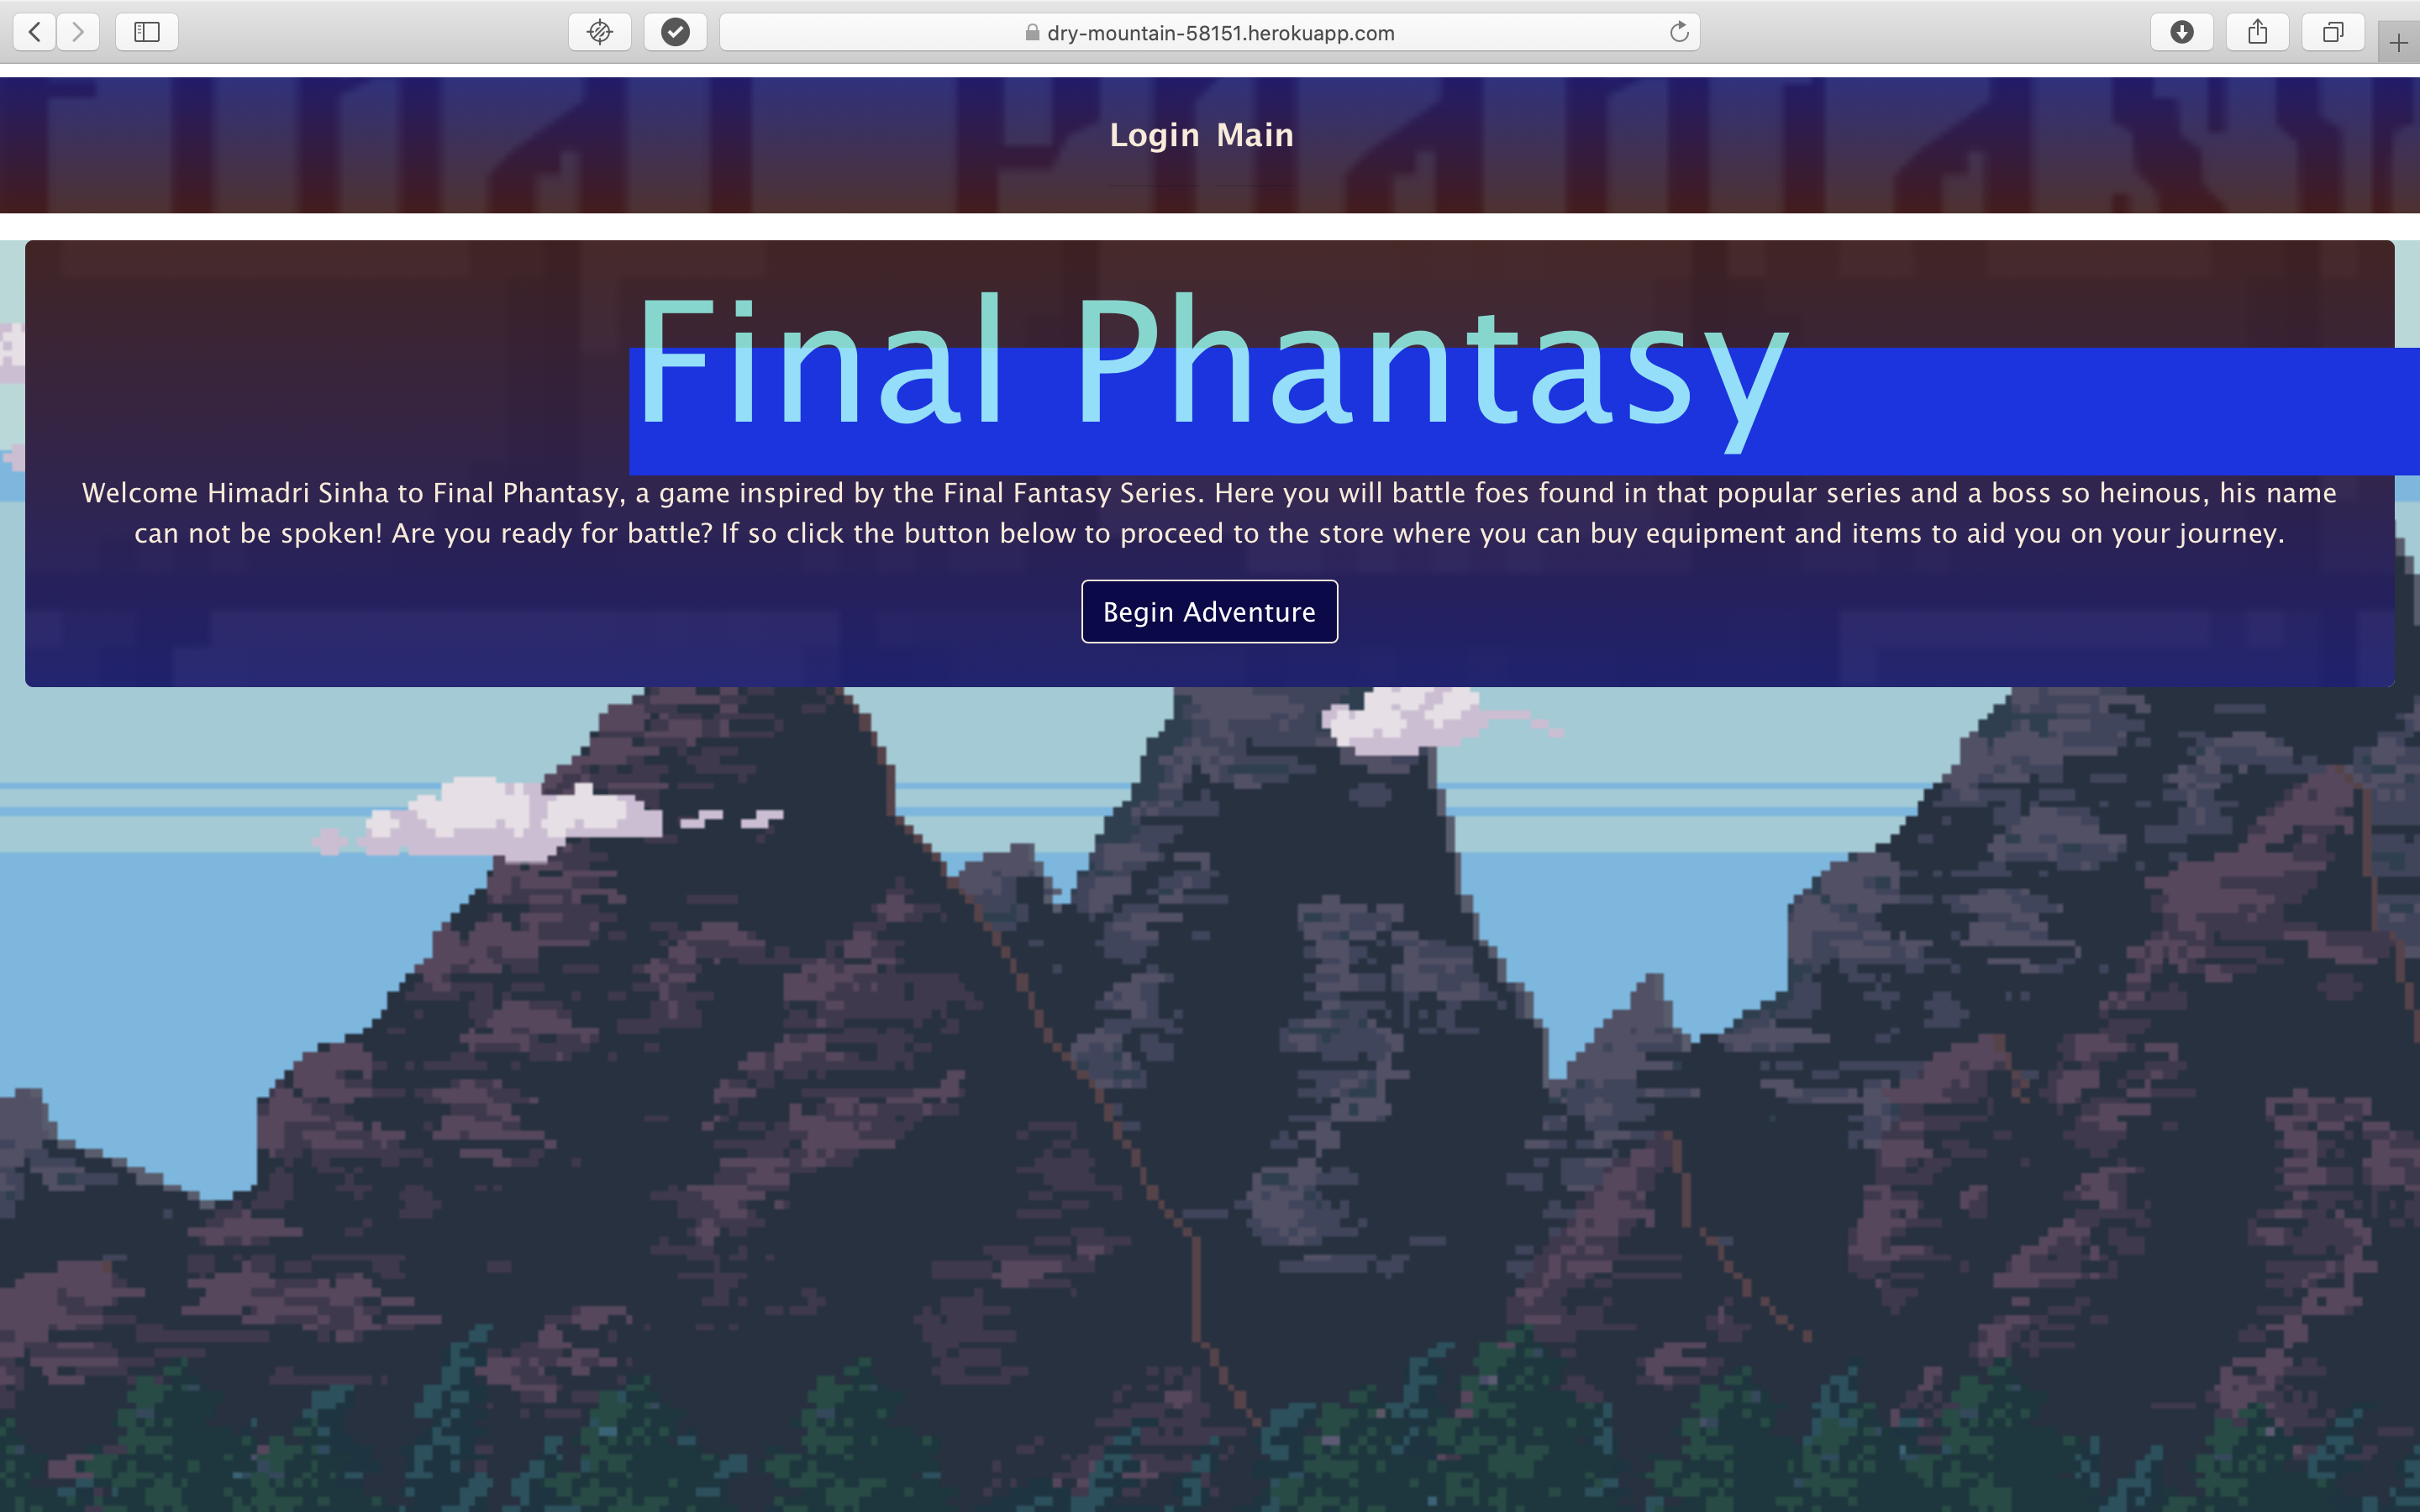 dry-mountain-58151.herokuapp.com
Login Main
Final Phantasy
Welcome Himadri Sinha to Final Phantasy, a game inspired by the Final Fantasy Series. Here you will battle foes found in that popular series and a boss so heinous, his name
can not be spoken! Are you ready for battle? If so click the button below to proceed to the store where you can buy equipment and items to aid you on your journey.
Begin Adventure